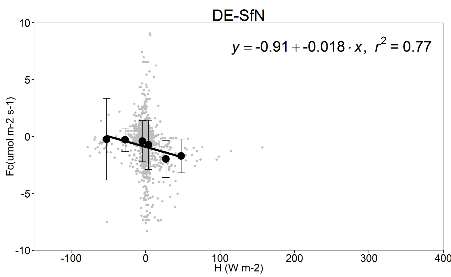 DE-SfN
10
y = -0.91 + -0.018 · x, r² = 0.77
5
0
-5
-10
Fc(umol m-2 s-1)
-100 0 100 200 300 400
H (W m-2)